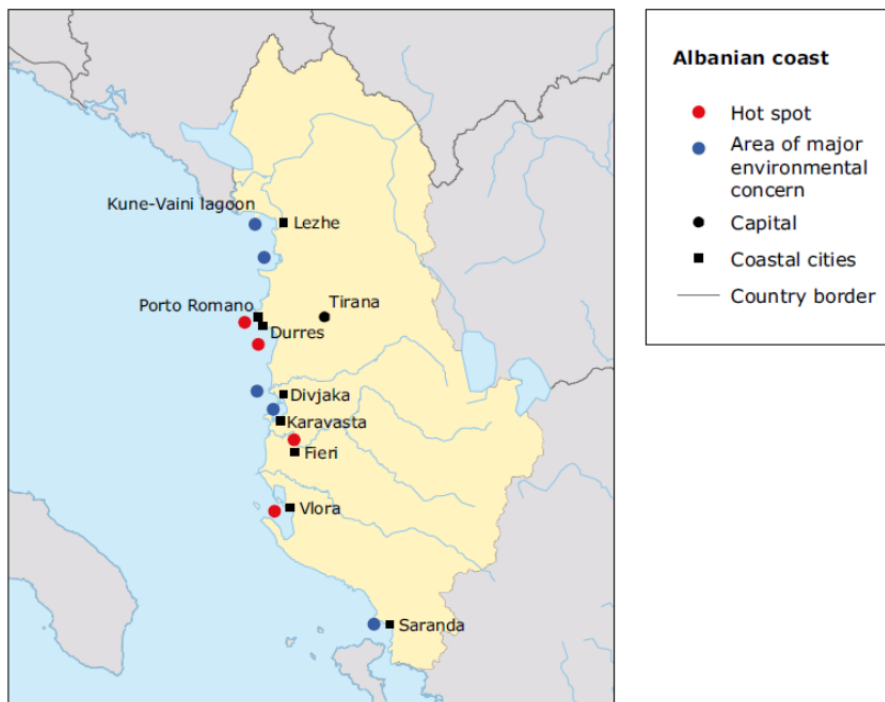 Kune-Vaini lagoon
Lezhe
Porto Romano
Tirana
Durres
Divjaka
Karavasta
Fieri
Vlora
Saranda
Albanian coast
Hot spot
Area of major
environmental
concern
Capital
Coastal cities
Country border